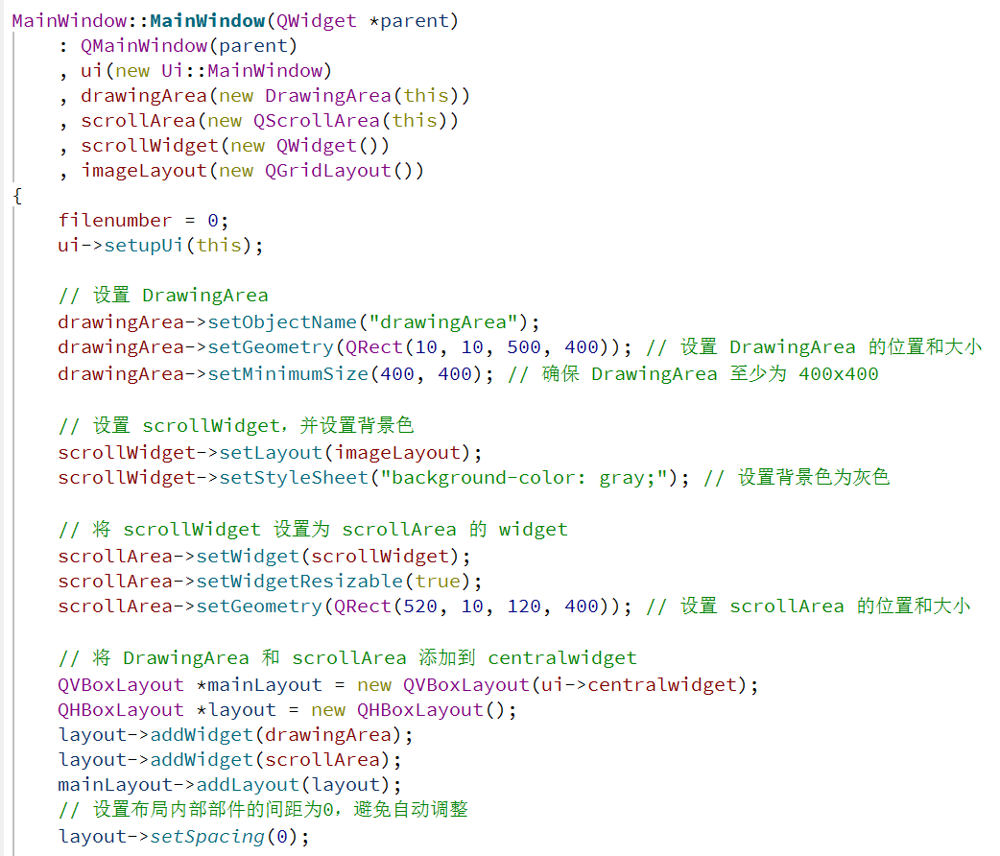 MainWindow::MainWindow(QWidget *parent)
    : QMainWindow(parent)
    , ui(new Ui::MainWindow)
    , drawingArea(new DrawingArea(this))
    , scrollArea(new QScrollArea(this))
    , scrollWidget(new QWidget())
    , imageLayout(new QGridLayout())
{
    filenumber = 0;
    ui->setupUi(this);

    // 设置 DrawingArea
    drawingArea->setObjectName("drawingArea");
    drawingArea->setGeometry(QRect(10, 10, 500, 400)); // 设置 DrawingArea 的位置和大小
    drawingArea->setMinimumSize(400, 400); // 确保 DrawingArea 至少为 400x400

    // 设置 scrollWidget，并设置背景色
    scrollWidget->setLayout(imageLayout);
    scrollWidget->setStyleSheet("background-color: gray;"); // 设置背景色为灰色

    // 将 scrollWidget 设置为 scrollArea 的 widget
    scrollArea->setWidget(scrollWidget);
    scrollArea->setWidgetResizable(true);
    scrollArea->setGeometry(QRect(520, 10, 120, 400)); // 设置 scrollArea 的位置和大小

    // 将 DrawingArea 和 scrollArea 添加到 centralwidget
    QVBoxLayout *mainLayout = new QVBoxLayout(ui->centralwidget);
    QHBoxLayout *layout = new QHBoxLayout();
    layout->addWidget(drawingArea);
    layout->addWidget(scrollArea);
    mainLayout->addLayout(layout);
    // 设置布局内部部件的间距为0，避免自动调整
    layout->setSpacing(0);